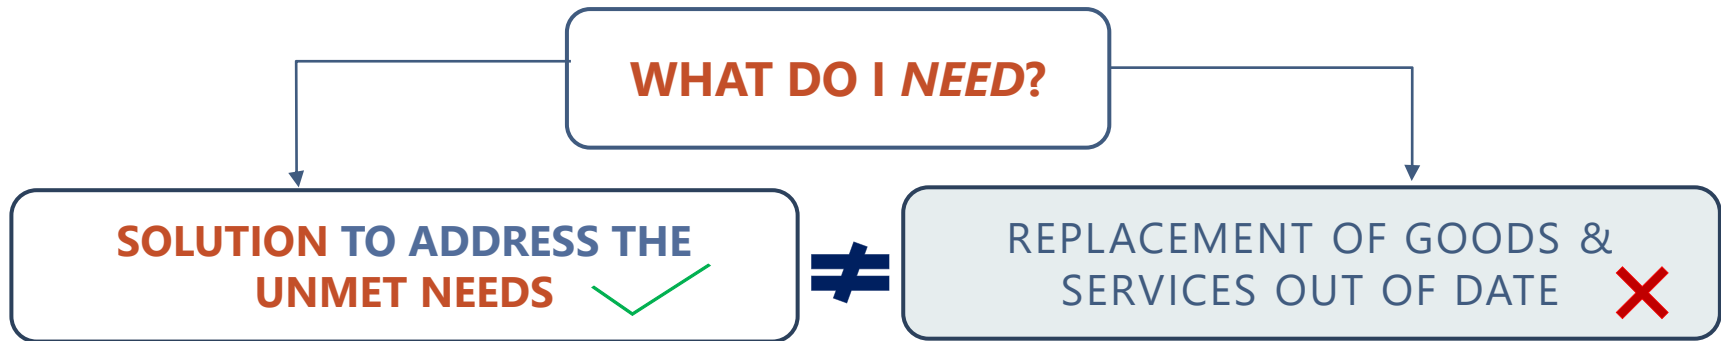 WHAT DO I NEED?
SOLUTION TO ADDRESS THE
UNMET NEEDS
≠
REPLACEMENT OF GOODS &
SERVICES OUT OF DATE